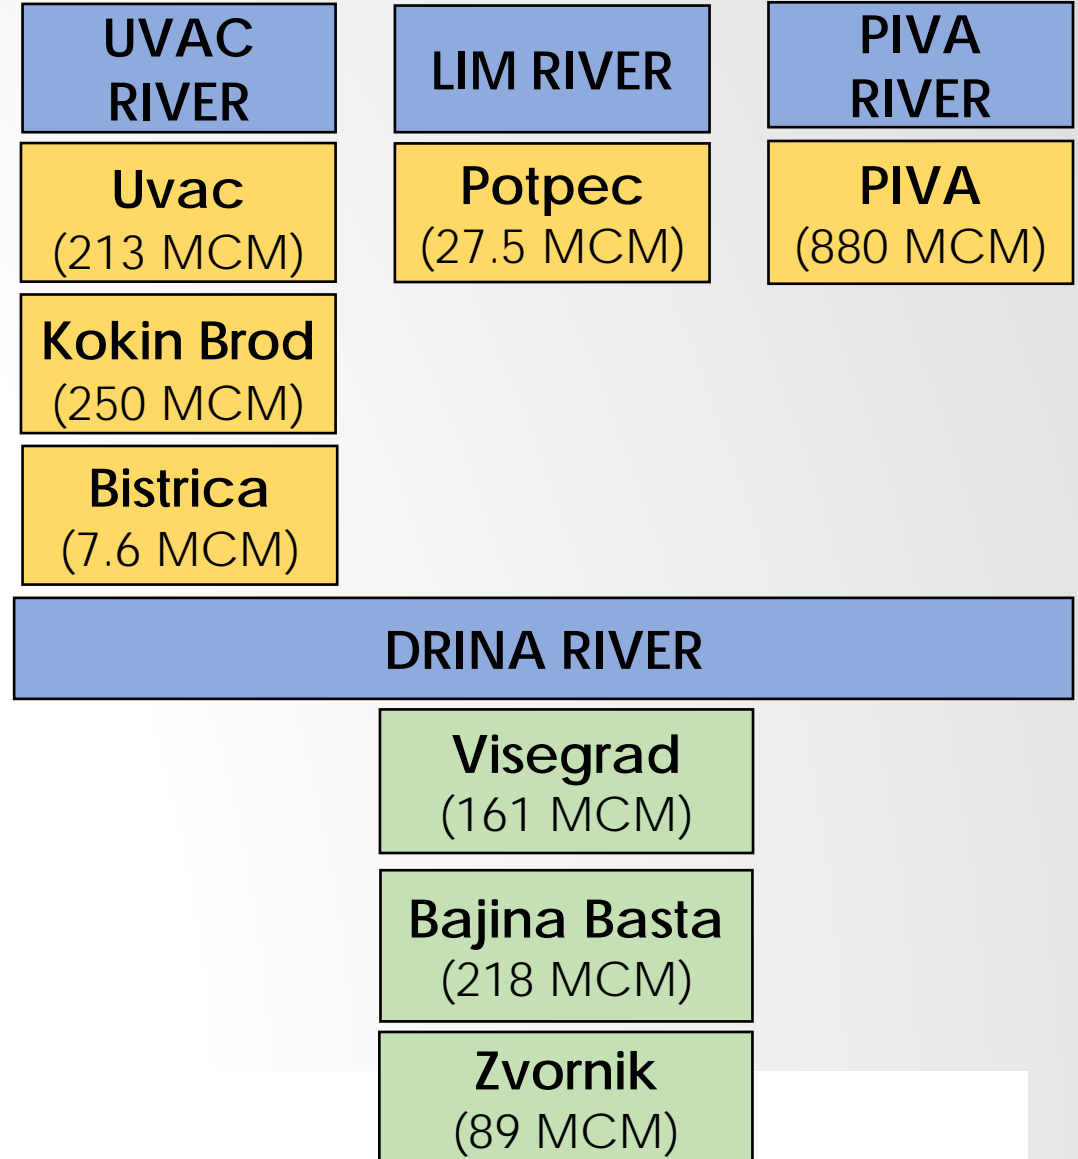 UVAC
RIVER
Uvac
(213 MCM)
Kokin Brod
(250 MCM)
Bistrica
(7.6 MCM)
LIM RIVER
Potpec
(27.5 MCM)
PIVA
RIVER
PIVA
(880 MCM)
DRINA RIVER
Visegrad
(161 MCM)
Bajina Basta
(218 MCM)
Zvornik
(89 MCM)